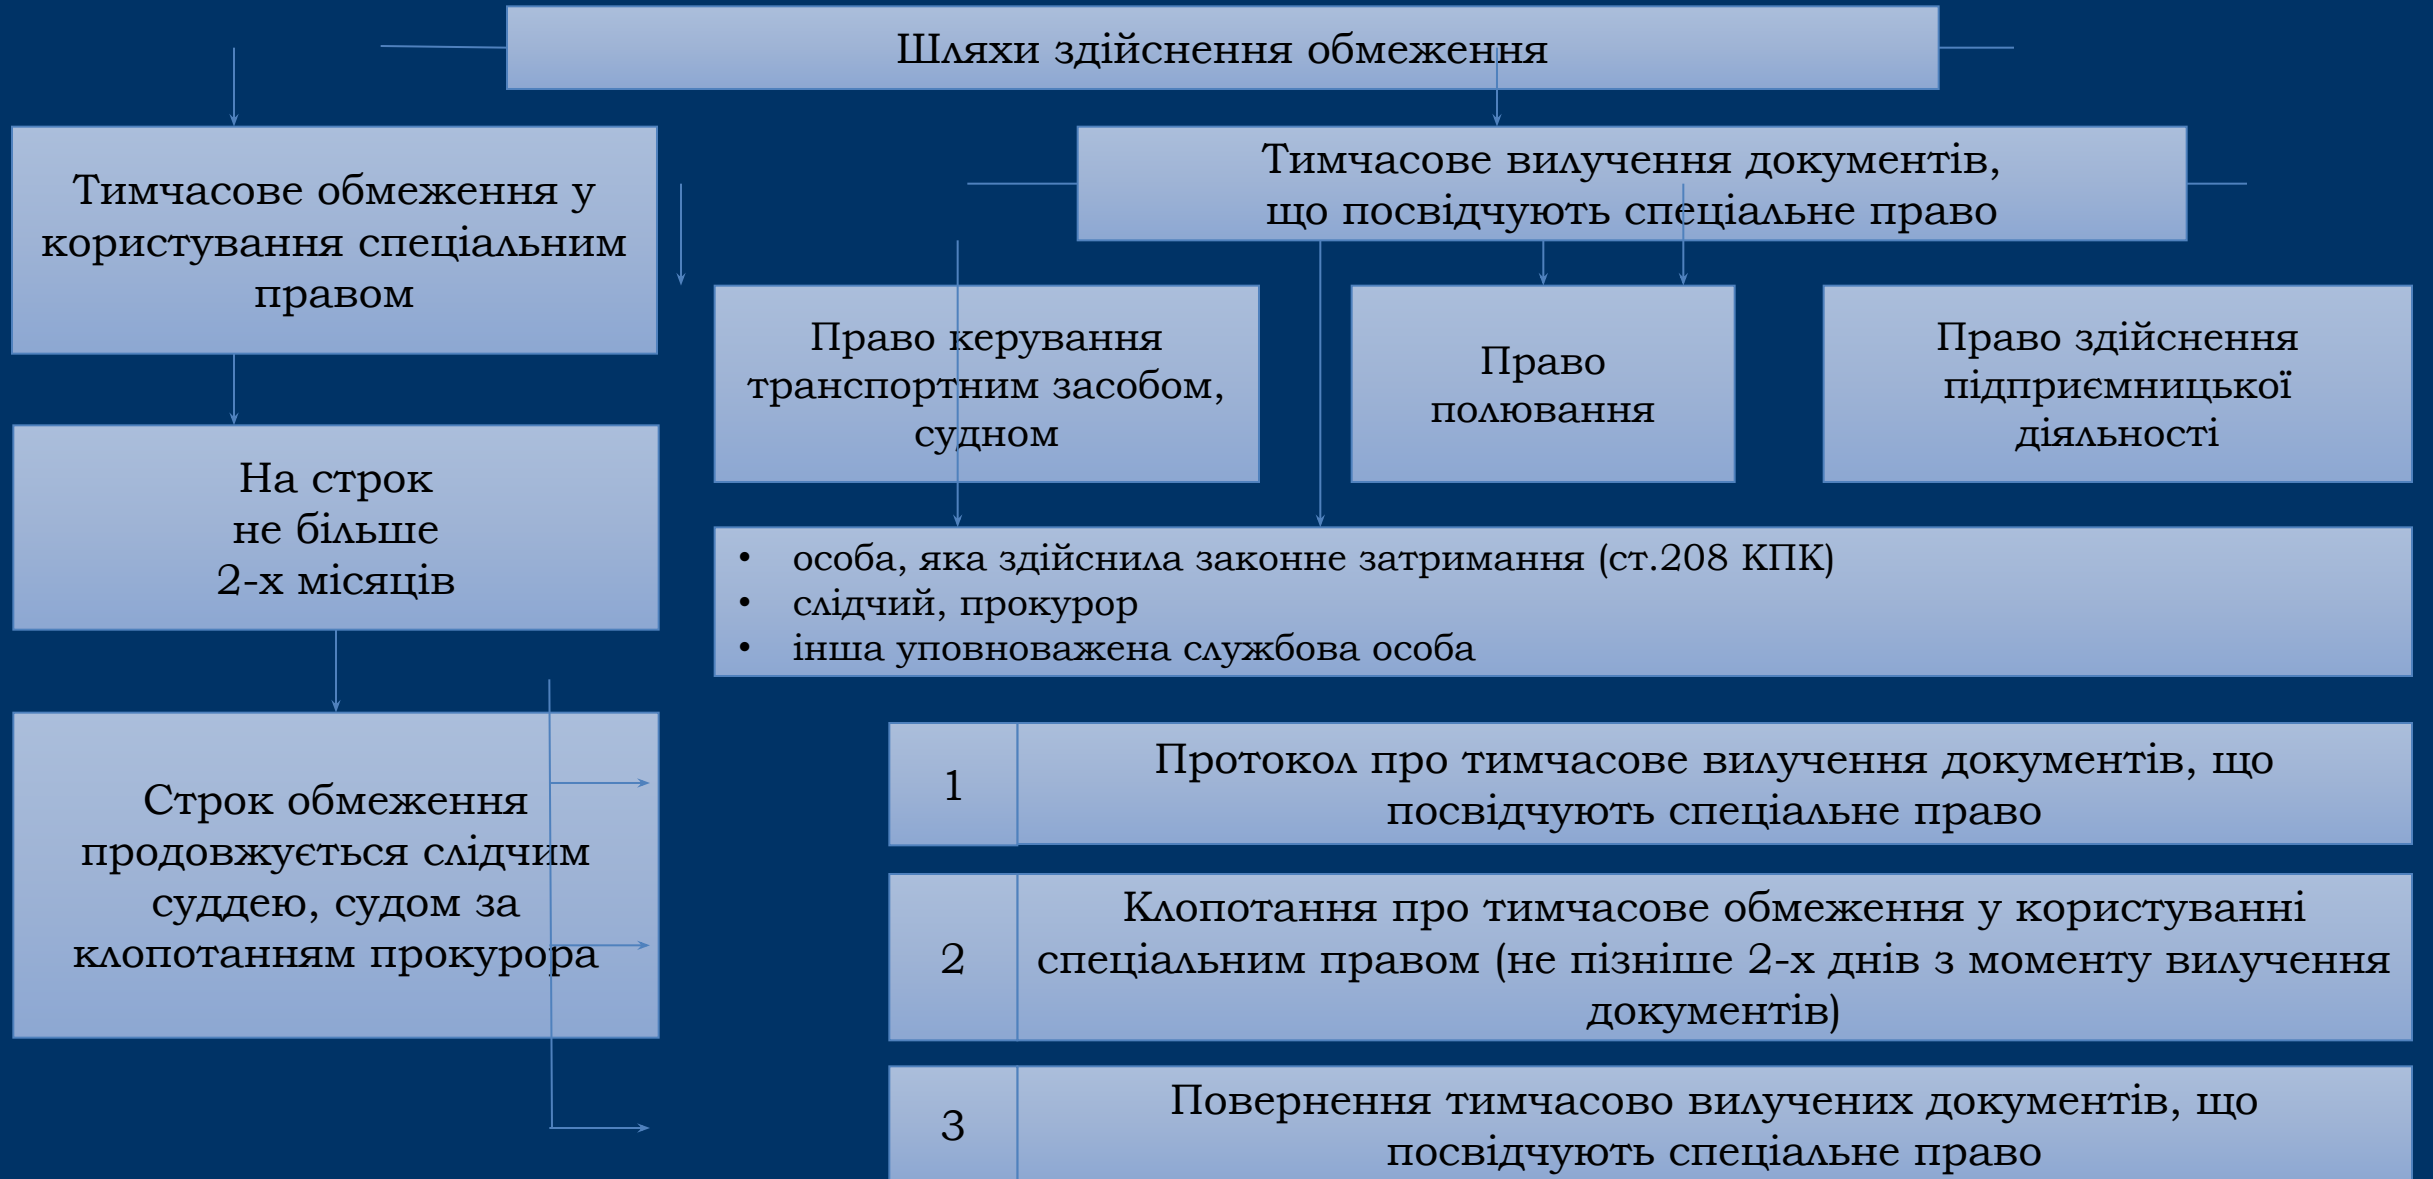 Шляхи здійснення обмеження
Тимчасове обмеження у
користування спеціальним
правом
Тимчасове вилучення документів,
що посвідчують спеціальне право
Право керування
транспортним засобом,
судном
Право
полювання
Право здійснення
підприємницької
діяльності
На строк
не більше
2-х місяців
• особа, яка здійснила законне затримання (ст.208 КПК)
• слідчий, прокурор
• інша уповноважена службова особа
Строк обмеження
продовжується слідчим
суддею, судом за
клопотанням прокурора
1
Протокол про тимчасове вилучення документів, що
посвідчують спеціальне право
2
Клопотання про тимчасове обмеження у користуванні
спеціальним правом (не пізніше 2-х днів з моменту вилучення
документів)
3
Повернення тимчасово вилучених документів, що
посвідчують спеціальне право